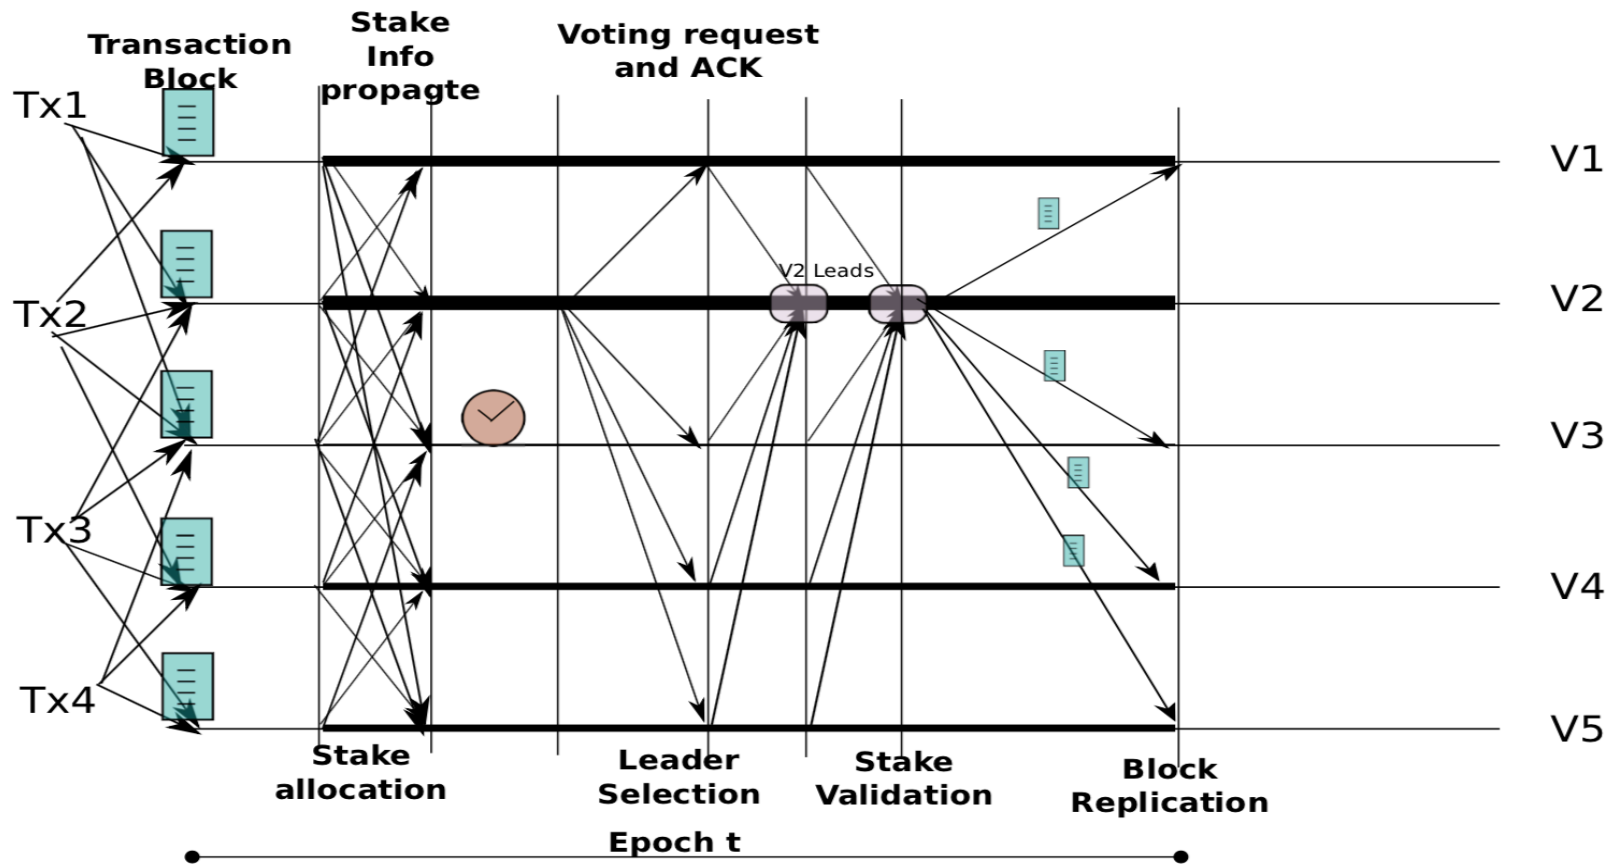 Transaction
Block
Stake
Info
propagte
Voting request
and ACK
Tx1
V1
V2 Leads
Tx2
V2
V3
Tx3
V4
Tx4
V5
Stake
allocation
Leader
Selection
Stake
Validation
Block
Replication
Epoch t